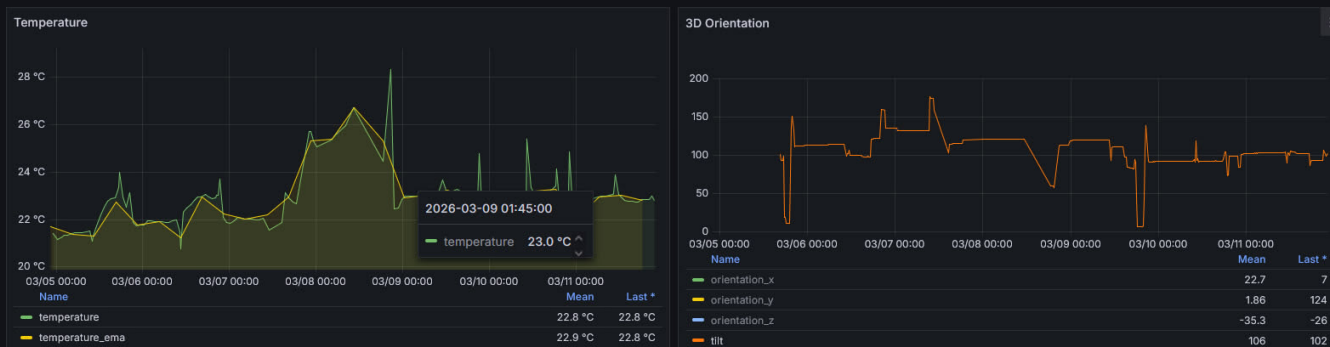 Temperature
28 °C
26 °C
24 °C
22 °C
20 °C
2026-03-09 01:45:00
temperature 23.0 °C
03/05 00:00 03/06 00:00 03/07 00:00 03/08 00:00 03/09 00:00 03/10 00:00 03/11 00:00
Name Mean Last *
temperature 22.8 °C 22.8 °C
temperature_ema 22.9 °C 22.8 °C
3D Orientation
200
150
100
50
0
03/05 00:00 03/06 00:00 03/07 00:00 03/08 00:00 03/09 00:00 03/10 00:00 03/11 00:00
Name Mean Last *
orientation_x 22.7 7
orientation_y 1.86 124
orientation_z -35.3 -26
tilt 106 102